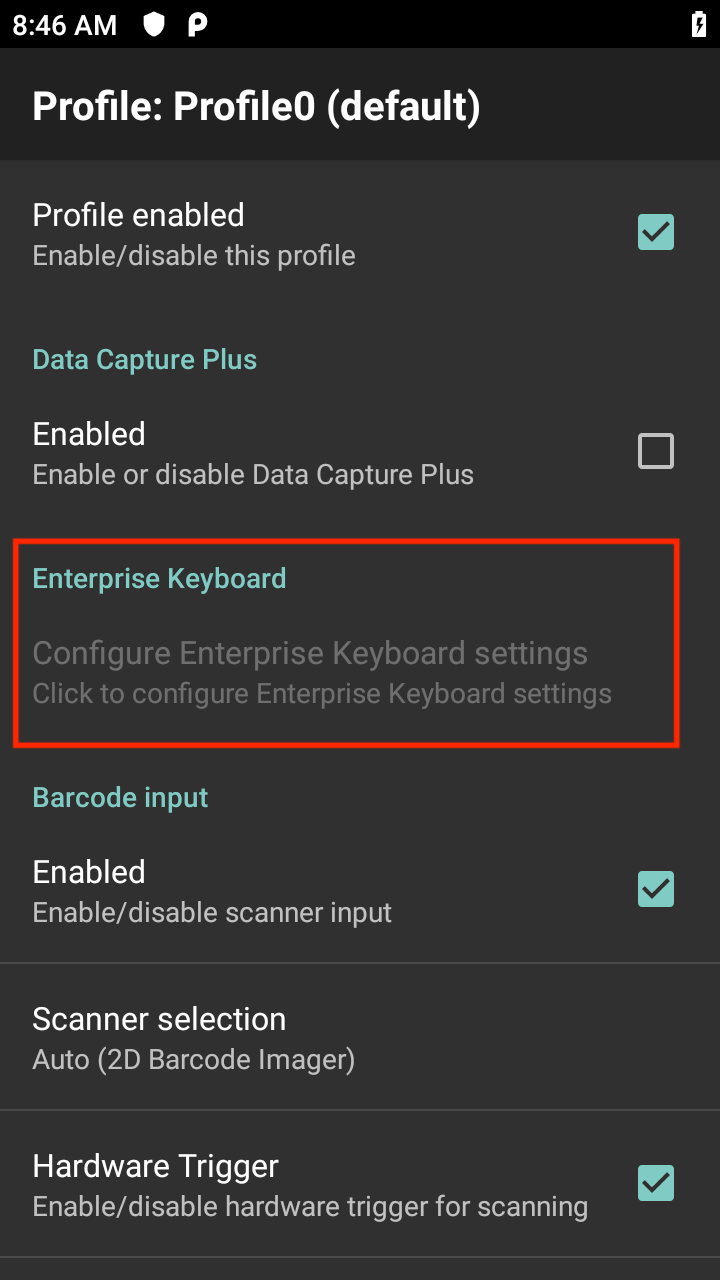 8:46 AM
Profile: Profile0 (default)
Profile enabled
Enable/disable this profile
Data Capture Plus
Enabled
Enable or disable Data Capture Plus
Enterprise Keyboard
Configure Enterprise Keyboard settings
Click to configure Enterprise Keyboard settings
Barcode input
Enabled
Enable/disable scanner input
Scanner selection
Auto (2D Barcode Imager)
Hardware Trigger
Enable/disable hardware trigger for scanning